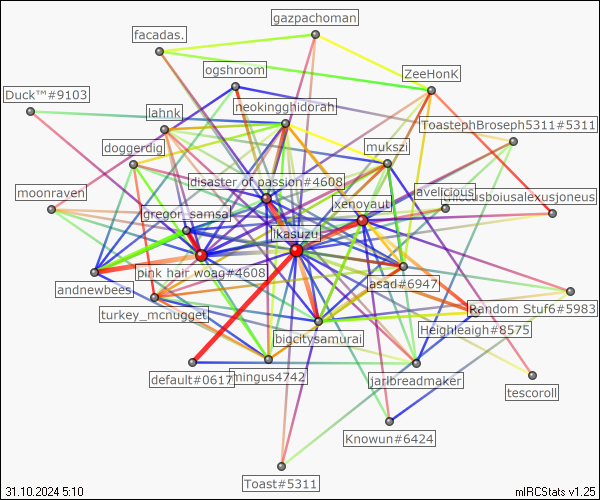 gazpachoman
facadas.
ogshroom
ZeeHonK
Duck™#9103
neokingghidorah
lahnk
ToastephBroseph5311#5311
doggerdig
mukszi
disaster of passion#4608
moonraven
avelicious
xenoyaut
gregor_samsa
ikasuzu
pink hair woag#4608
asad#6947
andnewbees
turkey_mcnugget
Random Stuf6#5983
Heighleigh#8575
bigcitysamurai
default#0617
mingus4742
jarlbreadmaker
tescoroll
Knowun#6424
Toast#5311
31.10.2024 5:10
mIRCStats v1.25